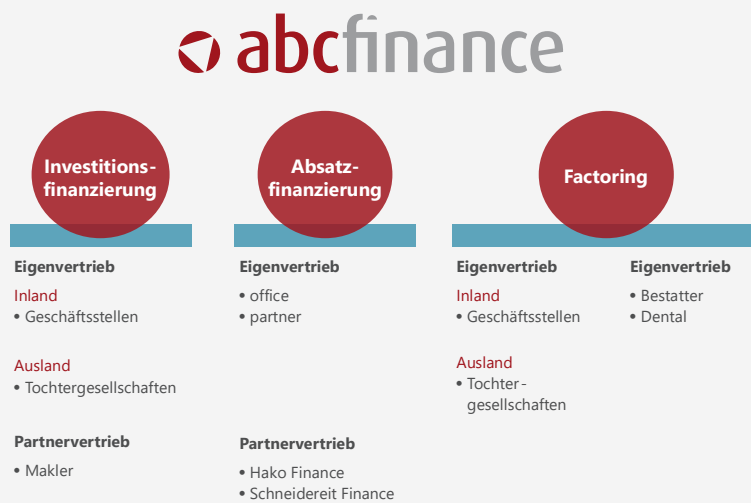 abcfinance
Investitions-
finanzierung
Eigenvertrieb
Inland
• Geschäftsstellen
Ausland
• Tochtergesellschaften
Partnervertrieb
• Makler
Absatz-
finanzierung
Eigenvertrieb
• office
• partner
Partnervertrieb
• Hako Finance
• Schneidereit Finance
Factoring
Eigenvertrieb
Inland
• Geschäftsstellen
Ausland
• Tochter-
gesellschaften
Eigenvertrieb
• Bestatter
• Dental